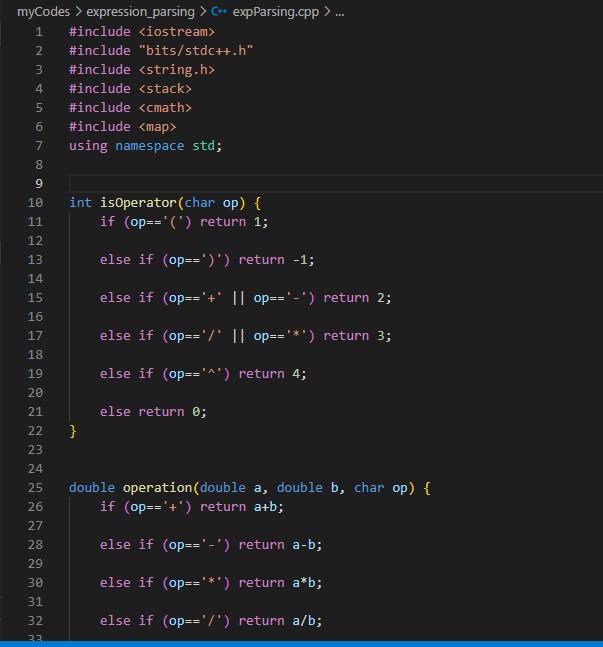 myCodes > expression_parsing > C++ expParsing.cpp > ...
1 #include <iostream>
2 #include "bits/stdc++.h"
3 #include <string.h>
4 #include <stack>
5 #include <cmath>
6 #include <map>
7 using namespace std;
8
9
10 int isOperator(char op) {
11     if (op=='(') return 1;
12
13     else if (op==')') return -1;
14
15     else if (op=='+' || op=='-') return 2;
16
17     else if (op=='/' || op=='*') return 3;
18
19     else if (op=='^') return 4;
20
21     else return 0;
22 }
23
24
25 double operation(double a, double b, char op) {
26     if (op=='+') return a+b;
27
28     else if (op=='-') return a-b;
29
30     else if (op=='*') return a*b;
31
32     else if (op=='/') return a/b;
33